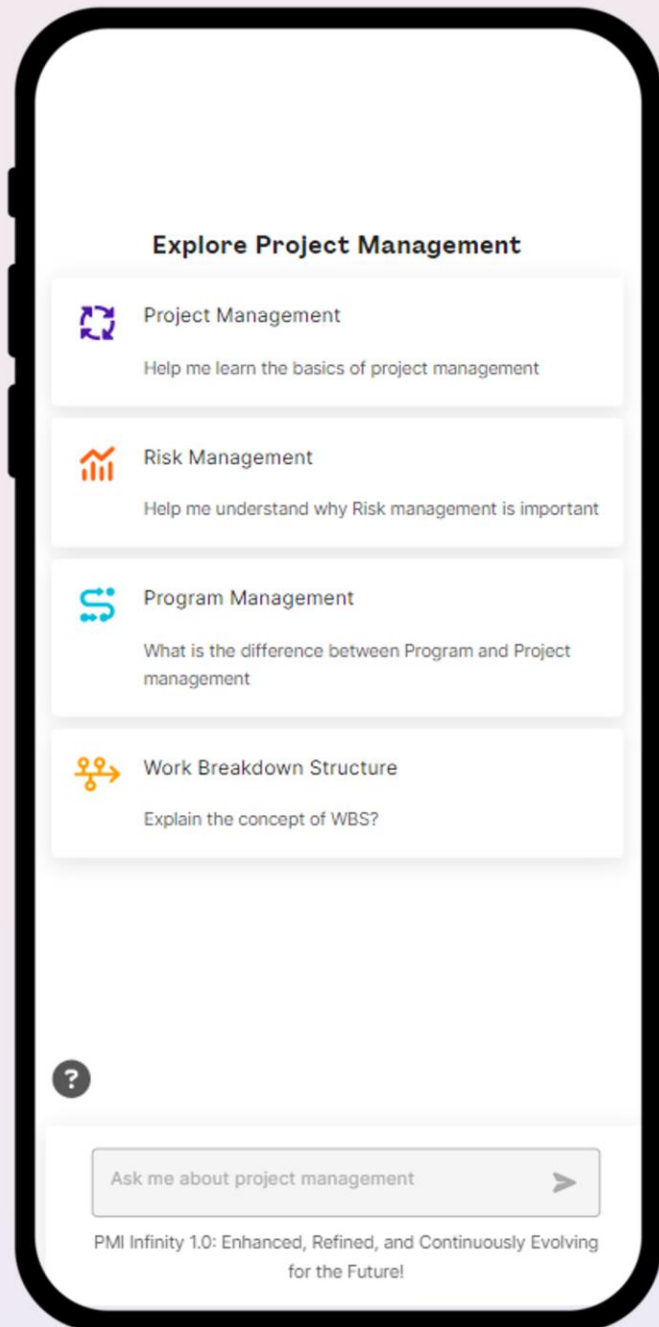 Explore Project Management
Project Management
Help me learn the basics of project management
Risk Management
Help me understand why Risk management is important
Program Management
What is the difference between Program and Project
management
Work Breakdown Structure
Explain the concept of WBS?
?
Ask me about project management
PMI Infinity 1.0: Enhanced, Refined, and Continuously Evolving
for the Future!